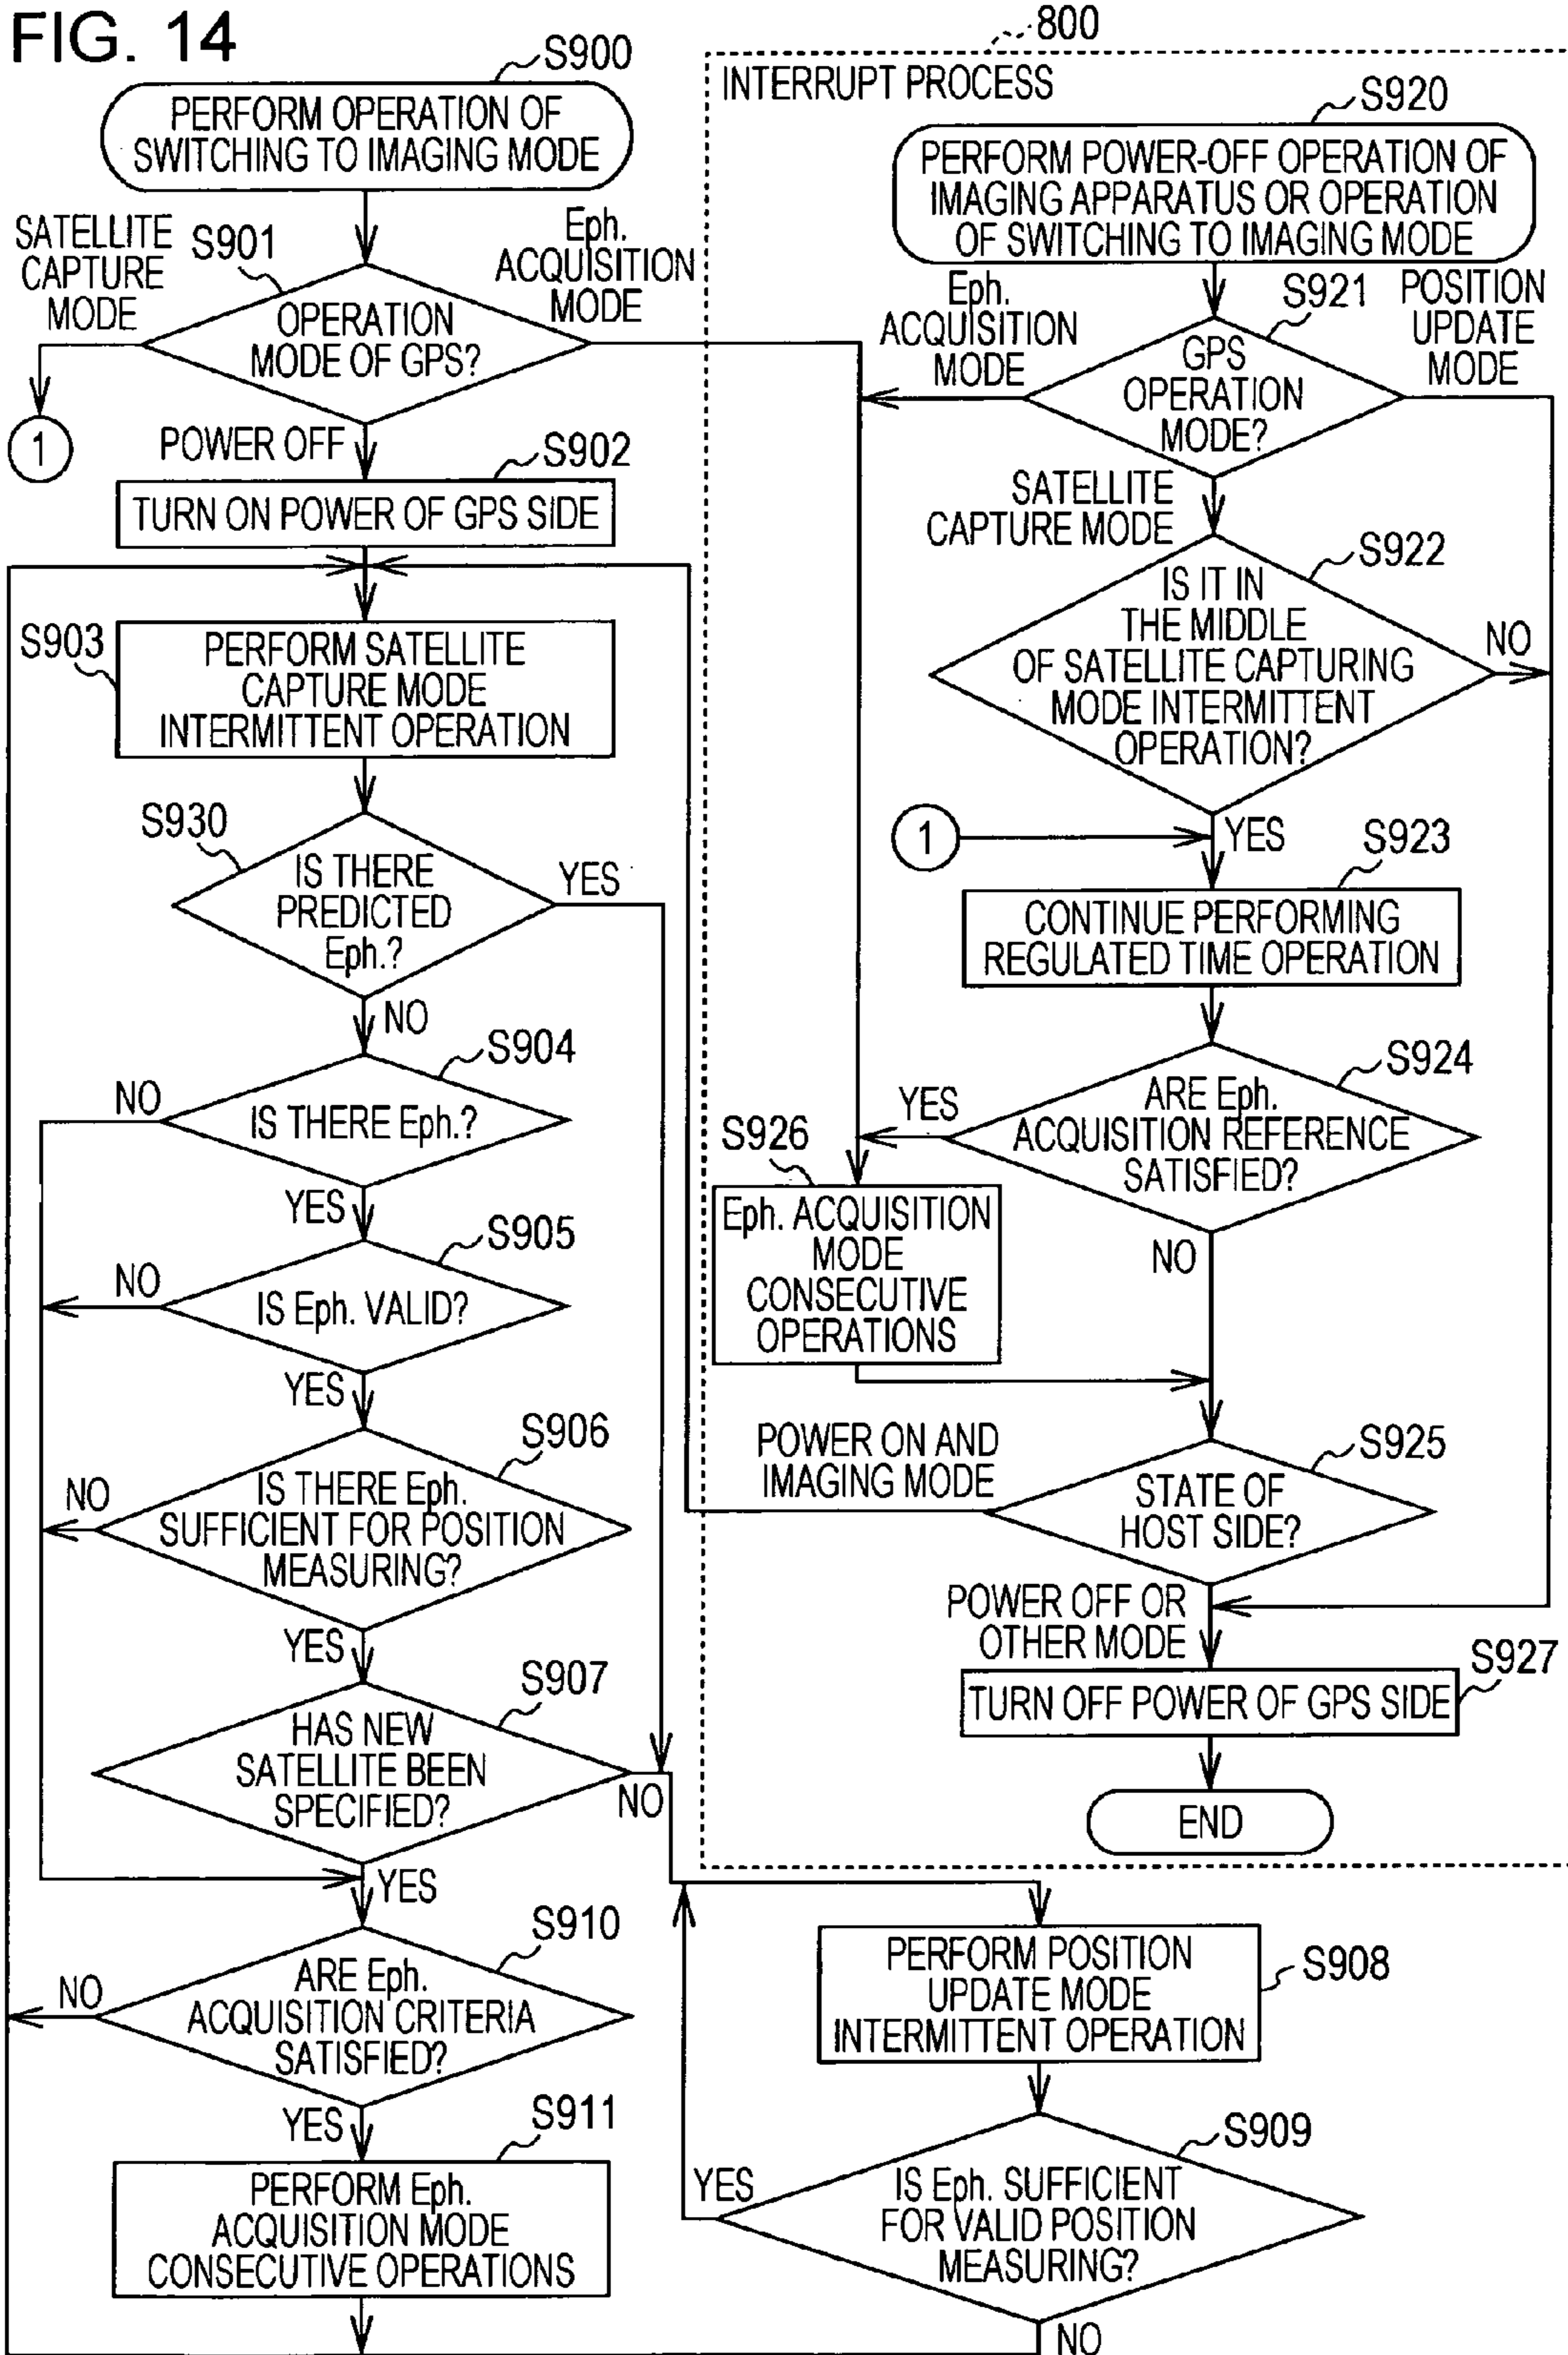 FIG. 14
S900
PERFORM OPERATION OF
SWITCHING TO IMAGING MODE
SATELLITE
CAPTURE
MODE
S901
Eph.
ACQUISITION
MODE
OPERATION
MODE OF GPS?
1
POWER OFF
S902
TURN ON POWER OF GPS SIDE
S903
PERFORM SATELLITE
CAPTURE MODE
INTERMITTENT OPERATION
S930
IS THERE
PREDICTED
Eph.?
YES
NO
S904
NO
IS THERE Eph.?
YES
S905
NO
IS Eph. VALID?
YES
S906
NO
IS THERE Eph.
SUFFICIENT FOR POSITION
MEASURING?
YES
S907
HAS NEW
SATELLITE BEEN
SPECIFIED?
NO
YES
S910
NO
ARE Eph.
ACQUISITION CRITERIA
SATISFIED?
YES
S911
PERFORM Eph.
ACQUISITION MODE
CONSECUTIVE OPERATIONS
PERFORM POSITION
UPDATE MODE
INTERMITTENT OPERATION
S908
S909
YES
IS Eph. SUFFICIENT
FOR VALID POSITION
MEASURING?
NO
800
INTERRUPT PROCESS
S920
PERFORM POWER-OFF OPERATION OF
IMAGING APPARATUS OR OPERATION
OF SWITCHING TO IMAGING MODE
Eph.
ACQUISITION
MODE
S921
POSITION
UPDATE
MODE
GPS
OPERATION
MODE?
SATELLITE
CAPTURE MODE
S922
IS IT IN
THE MIDDLE
OF SATELLITE CAPTURING
MODE INTERMITTENT
OPERATION?
NO
1
YES
S923
CONTINUE PERFORMING
REGULATED TIME OPERATION
S924
YES
ARE Eph.
ACQUISITION REFERENCE
SATISFIED?
S926
Eph. ACQUISITION
MODE
CONSECUTIVE
OPERATIONS
NO
POWER ON AND
IMAGING MODE
S925
STATE OF
HOST SIDE?
POWER OFF OR
OTHER MODE
S927
TURN OFF POWER OF GPS SIDE
END